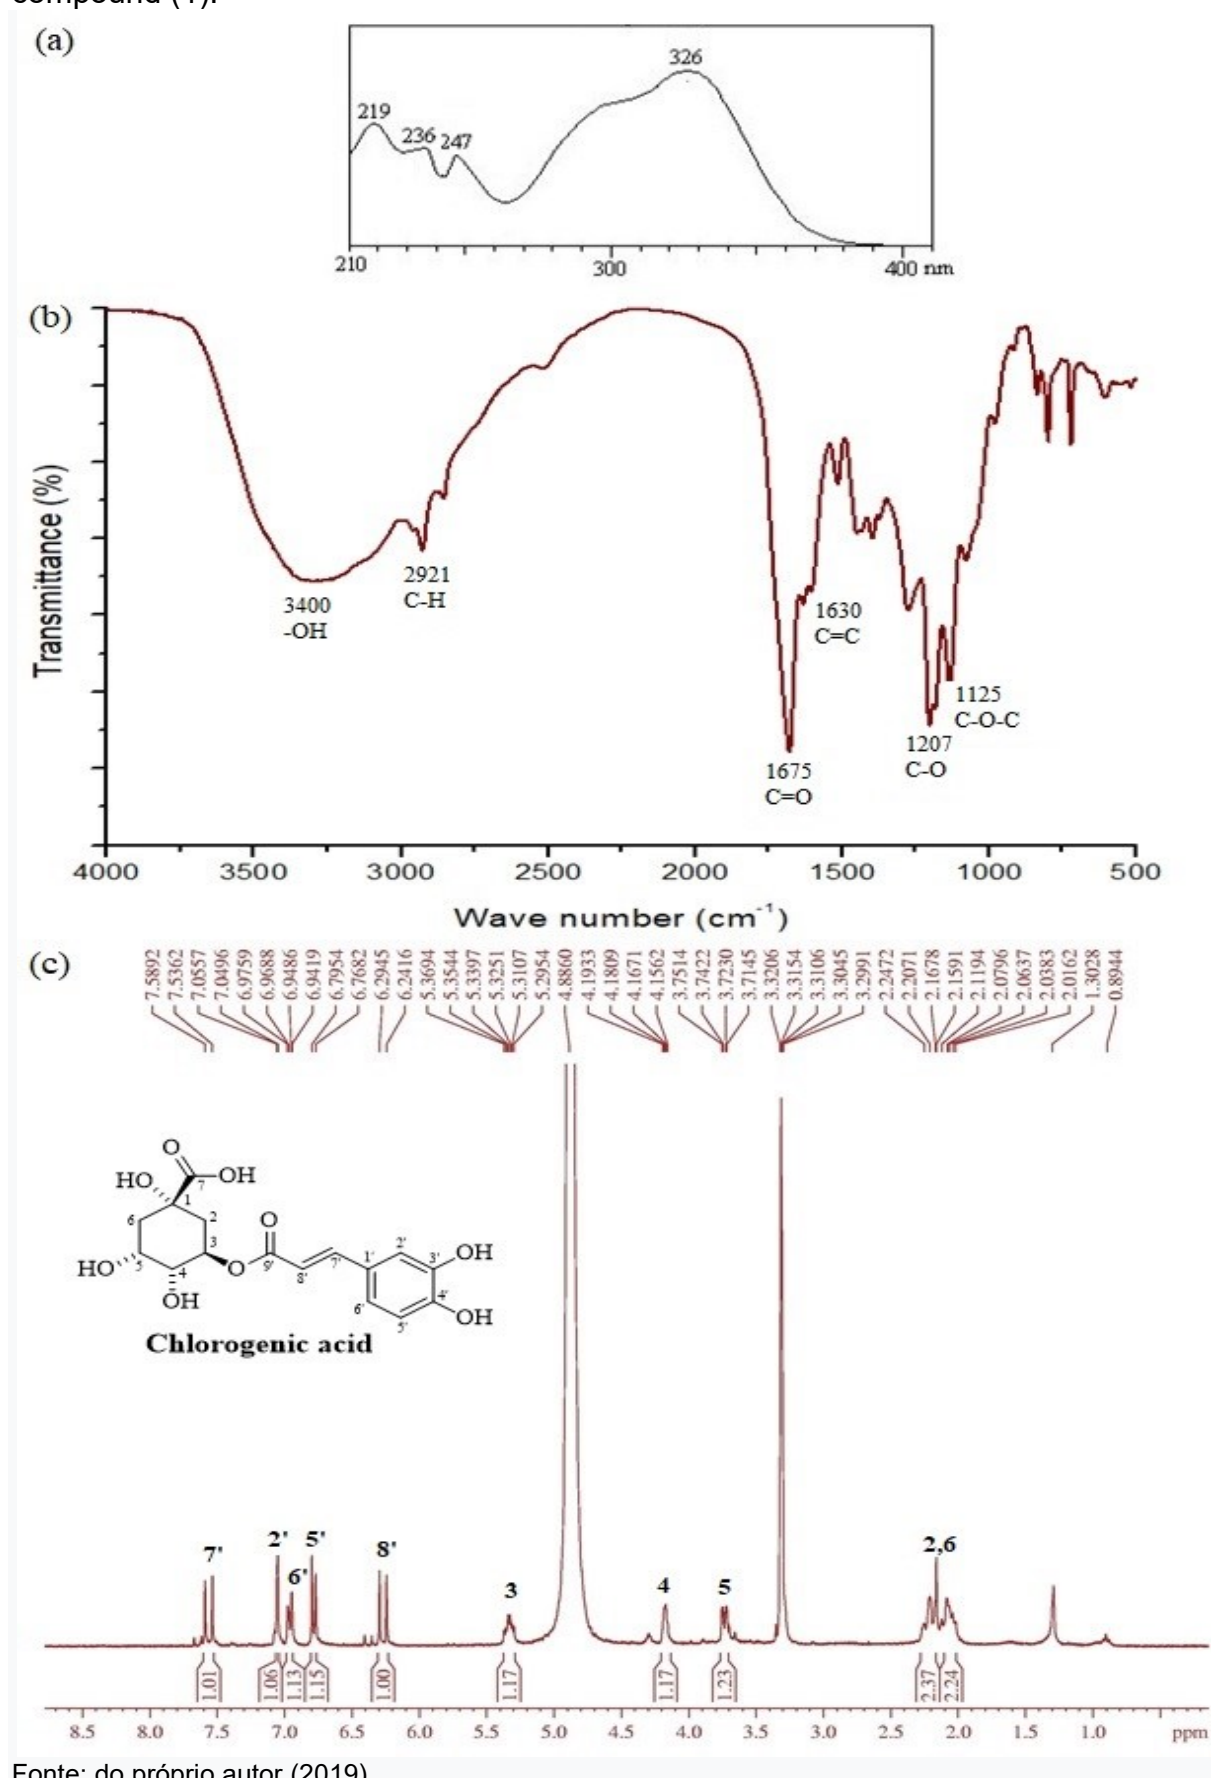 compound (1).
(a)
326
219
236 247
210
300
400 nm
(b)
Transmittance (%)
2921
C-H
3400
-OH
1630
C=C
1125
C-O-C
1207
C-O
1675
C=O
4000 3500 3000 2500 2000 1500 1000 500
Wave number (cm⁻¹)
(c)
7.5892
7.5362
7.0557
7.0496
6.9759
6.9688
6.9486
6.9419
6.7954
6.7682
6.2945
6.2416
5.3694
5.3544
5.3397
5.3251
5.3107
5.2954
4.8860
4.1933
4.1809
4.1671
4.1562
3.7514
3.7422
3.7230
3.7145
3.3206
3.3154
3.3106
3.3045
3.2991
2.2472
2.2071
2.1678
2.1591
2.1194
2.0796
2.0637
2.0383
2.0162
1.3028
0.8944
O
HO OH
7
1
6 2
O
3
HO 5 4 O 9' 8' 7' 1' 2' 3' OH
OH
6' 5' 4' OH
Chlorogenic acid
7' 2' 6' 5' 8' 3 4 5 2,6
1.01 1.06 1.13 1.15 1.00 1.17 1.17 1.23 2.37 2.24
8.5 8.0 7.5 7.0 6.5 6.0 5.5 5.0 4.5 4.0 3.5 3.0 2.5 2.0 1.5 1.0 ppm
Fonte: do próprio autor (2019)